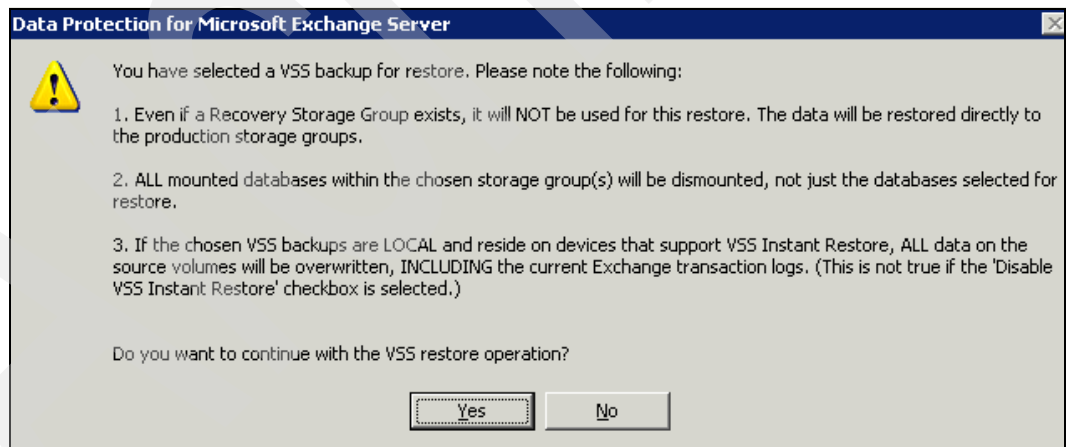 Data Protection for Microsoft Exchange Server
You have selected a VSS backup for restore. Please note the following:
1. Even if a Recovery Storage Group exists, it will NOT be used for this restore. The data will be restored directly to
the production storage groups.
2. ALL mounted databases within the chosen storage group(s) will be dismounted, not just the databases selected for
restore.
3. If the chosen VSS backups are LOCAL and reside on devices that support VSS Instant Restore, ALL data on the
source volumes will be overwritten, INCLUDING the current Exchange transaction logs. (This is not true if the 'Disable
VSS Instant Restore' checkbox is selected.)
Do you want to continue with the VSS restore operation?
Yes No